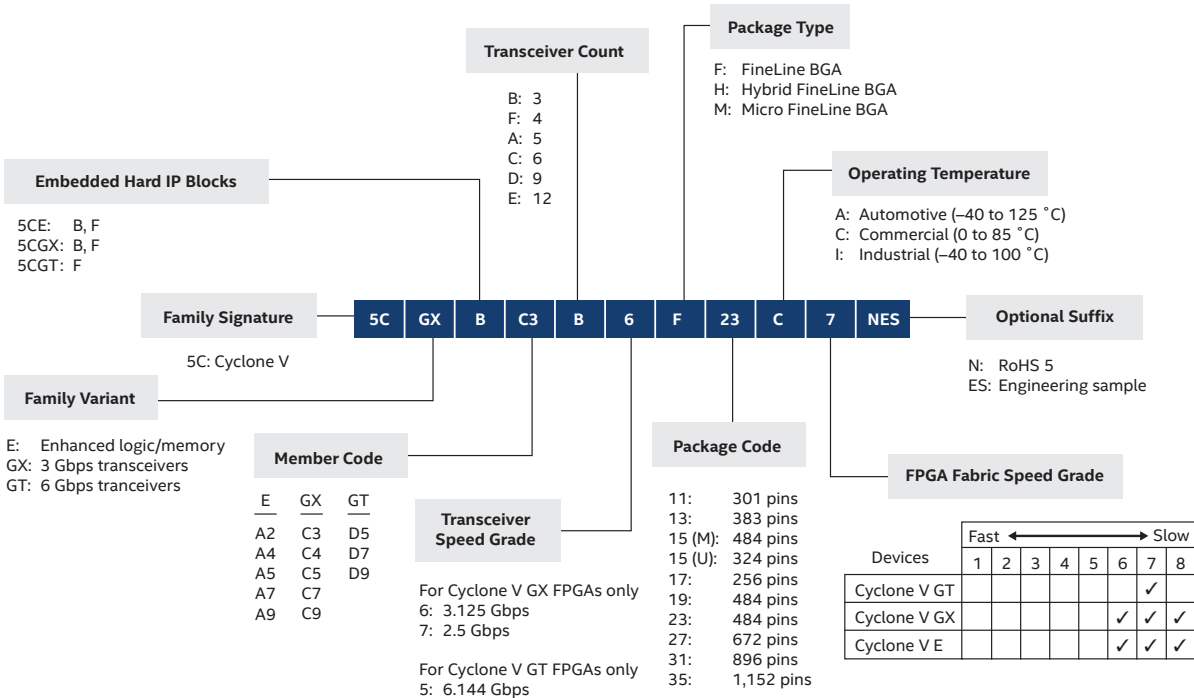 Package Type
F: FineLine BGA
H: Hybrid FineLine BGA
M: Micro FineLine BGA
Transceiver Count
B: 3
F: 4
A: 5
C: 6
D: 9
E: 12
Embedded Hard IP Blocks
5CE: B, F
5CGX: B, F
5CGT: F
Operating Temperature
A: Automotive (–40 to 125 ˚C)
C: Commercial (0 to 85 ˚C)
I: Industrial (–40 to 100 ˚C)
Family Signature
5C: Cyclone V
5C GX B C3 B 6 F 23 C 7 NES
Optional Suffix
N: RoHS 5
ES: Engineering sample
Family Variant
E: Enhanced logic/memory
GX: 3 Gbps transceivers
GT: 6 Gbps tranceivers
Member Code
E GX GT
A2 C3 D5
A4 C4 D7
A5 C5 D9
A7 C7
A9 C9
Transceiver
Speed Grade
For Cyclone V GX FPGAs only
6: 3.125 Gbps
7: 2.5 Gbps
For Cyclone V GT FPGAs only
5: 6.144 Gbps
Package Code
11: 301 pins
13: 383 pins
15 (M): 484 pins
15 (U): 324 pins
17: 256 pins
19: 484 pins
23: 484 pins
27: 672 pins
31: 896 pins
35: 1,152 pins
FPGA Fabric Speed Grade
Fast Slow
Devices 1 2 3 4 5 6 7 8
Cyclone V GT ✓
Cyclone V GX ✓ ✓ ✓
Cyclone V E ✓ ✓ ✓